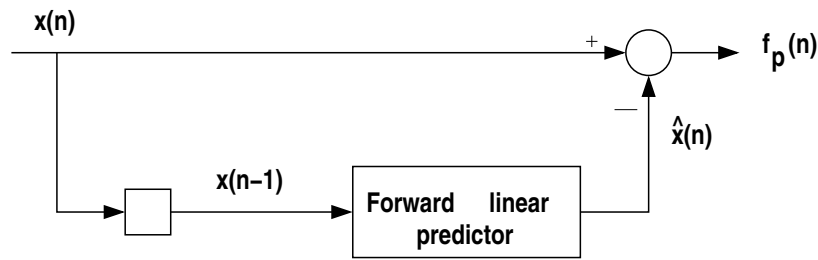 x(n)
+
f_p(n)
—
x̂(n)
x(n−1)
Forward linear
predictor